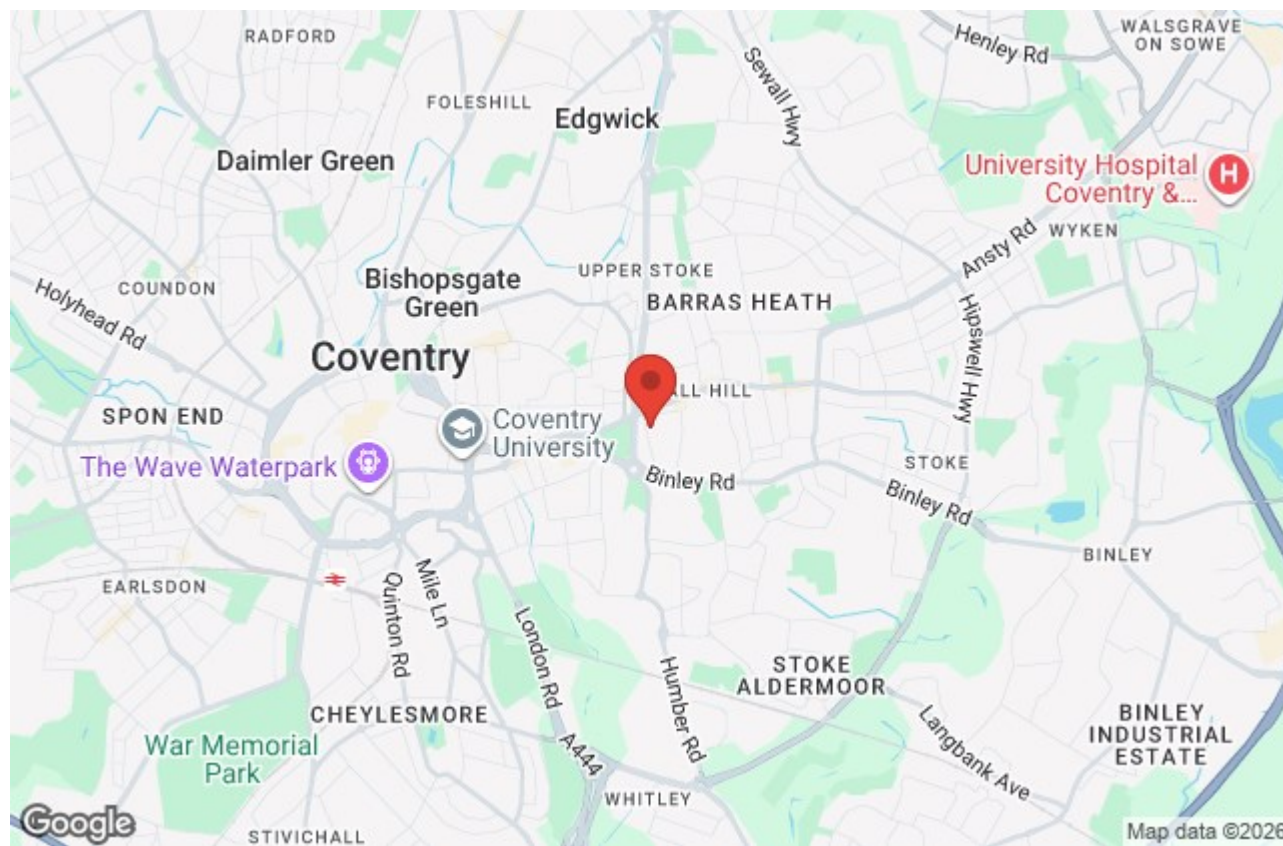 RADFORD
WALSGRAVE
ON SOWE
Henley Rd
Sewall Hwy
FOLESHILL
Edgwick
Daimler Green
University Hospital
Coventry &...
H
WYKEN
Ansty Rd
UPPER STOKE
Bishopsgate
Green
COUNDON
Holyhead Rd
BARRAS HEATH
Hipswell Hwy
Coventry
ALL HILL
SPON END
Coventry
University
The Wave Waterpark
STOKE
Binley Rd
Binley Rd
BINLEY
EARLSDON
Mile Ln
Quinton Rd
London Rd
STOKE
ALDERMOOR
Humber Rd
CHEYLESMORE
Langbank Ave
BINLEY
INDUSTRIAL
ESTATE
War Memorial
Park
A444
WHITLEY
Google
STIVICHALL
Map data ©2026